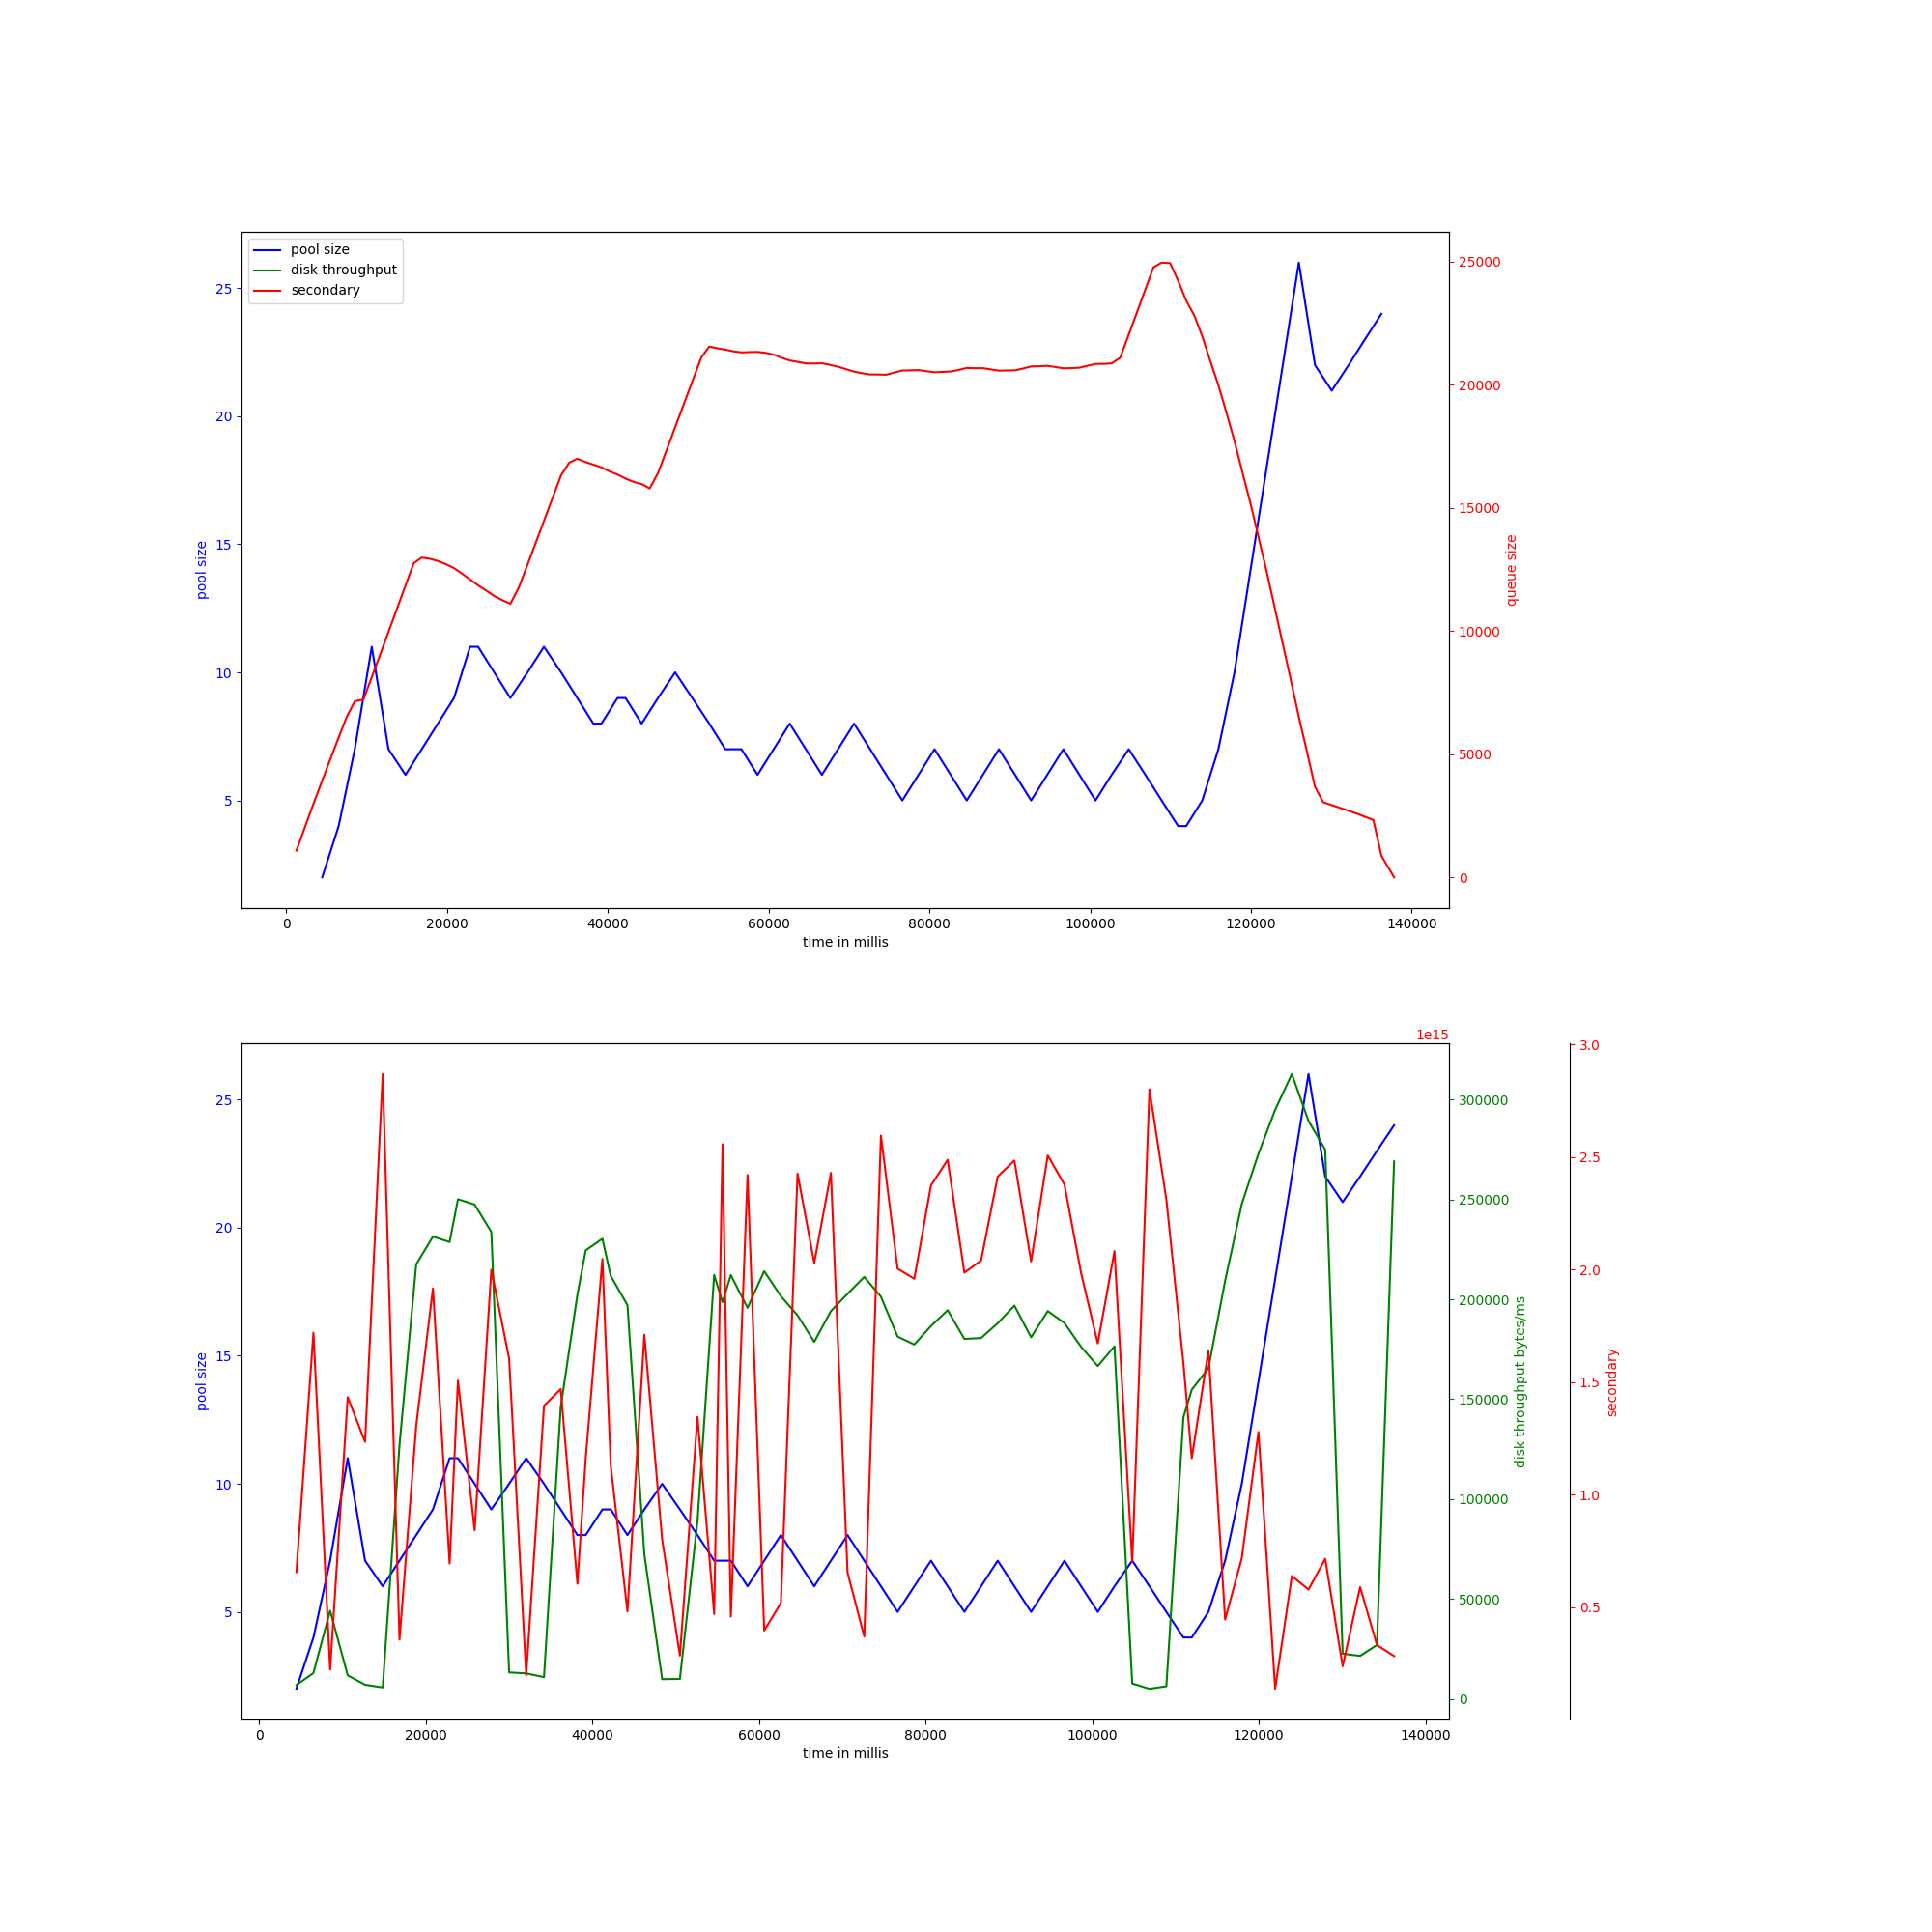 pool size
disk throughput
secondary
25
20
15
10
5
pool size
25000
20000
15000
10000
5000
0
queue size
0 20000 40000 60000 80000 100000 120000 140000
time in millis
1e15
25
20
15
10
5
pool size
300000
250000
200000
150000
100000
50000
0
disk throughput bytes/ms
3.0
2.5
2.0
1.5
1.0
0.5
secondary
0 20000 40000 60000 80000 100000 120000 140000
time in millis